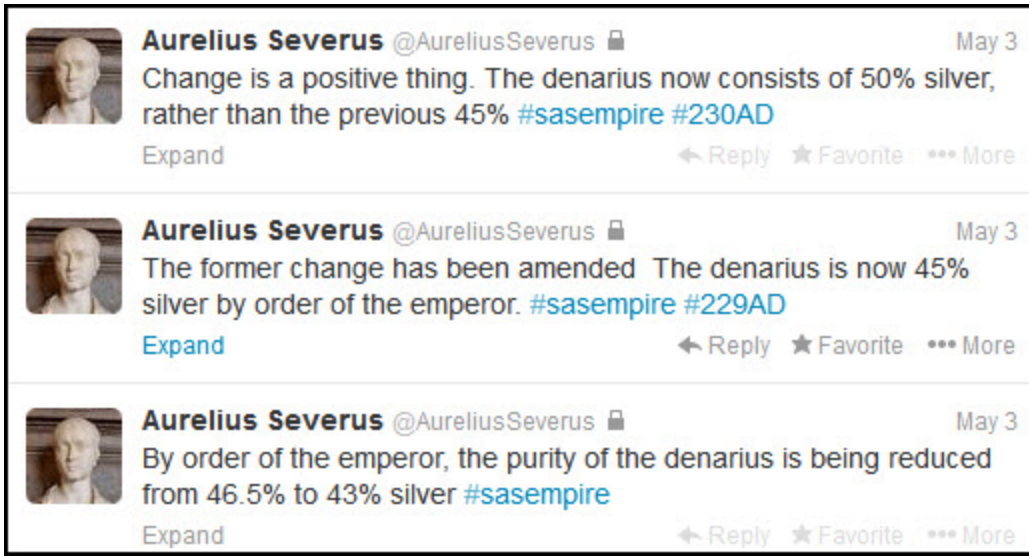 Aurelius Severus @AureliusSeverus May 3
Change is a positive thing. The denarius now consists of 50% silver,
rather than the previous 45% #sasempire #230AD
Expand Reply Favorite More
Aurelius Severus @AureliusSeverus May 3
The former change has been amended  The denarius is now 45%
silver by order of the emperor. #sasempire #229AD
Expand Reply Favorite More
Aurelius Severus @AureliusSeverus May 3
By order of the emperor, the purity of the denarius is being reduced
from 46.5% to 43% silver #sasempire
Expand Reply Favorite More